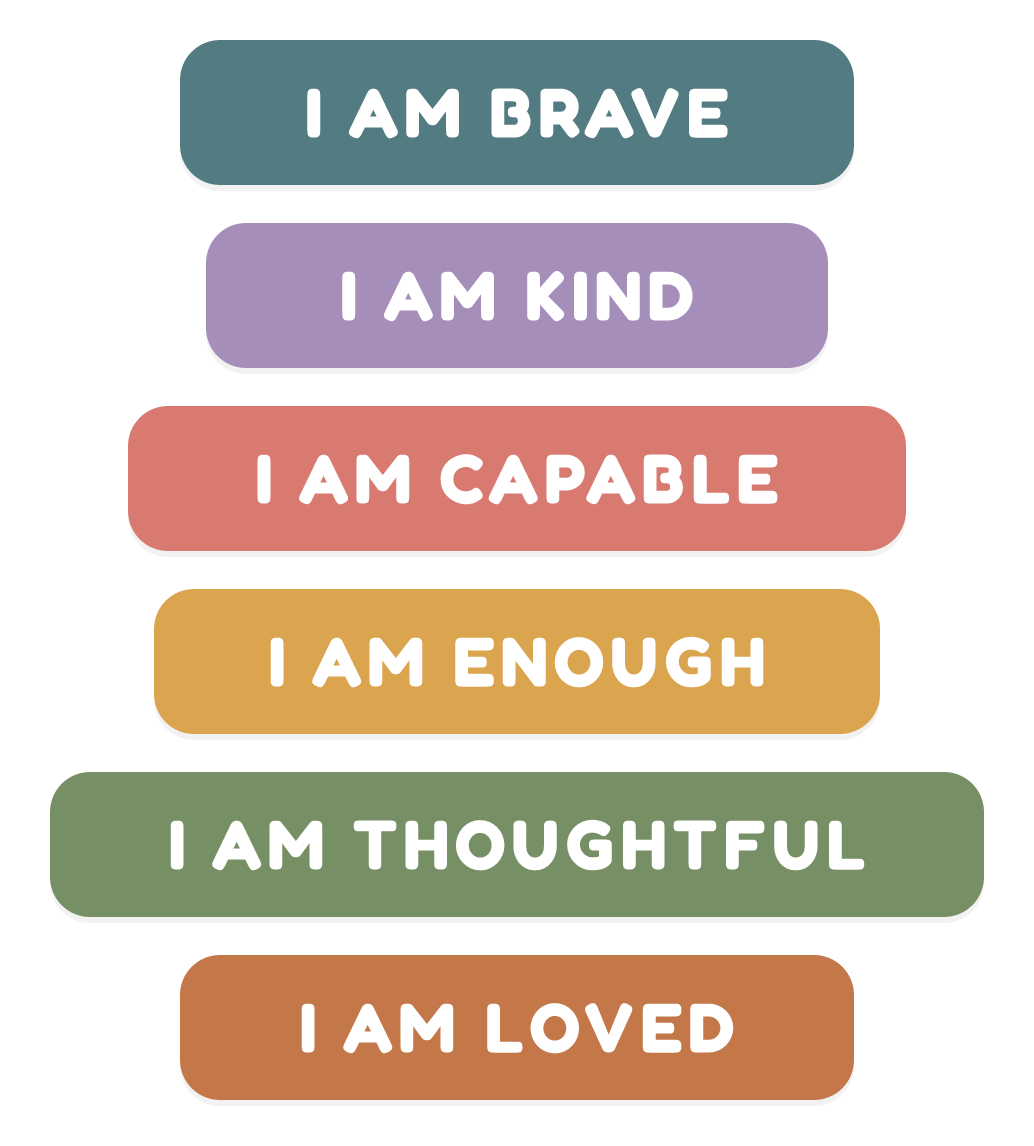 I AM BRAVE
I AM KIND
I AM CAPABLE
I AM ENOUGH
I AM THOUGHTFUL
I AM LOVED